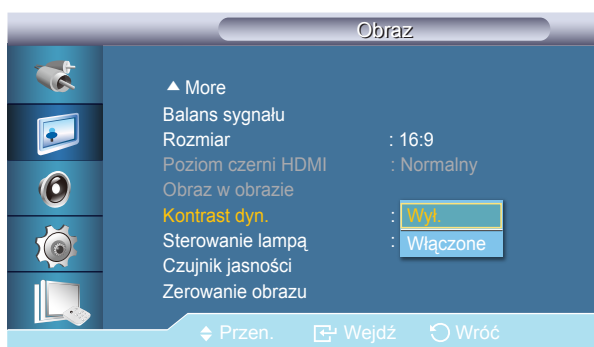 Obraz
▲ More
Balans sygnału
Rozmiar : 16:9
Poziom czerni HDMI : Normalny
Obraz w obrazie
Kontrast dyn. : Wył.
Sterowanie lampą : Włączone
Czujnik jasności
Zerowanie obrazu
Przen. Wejdź Wróć